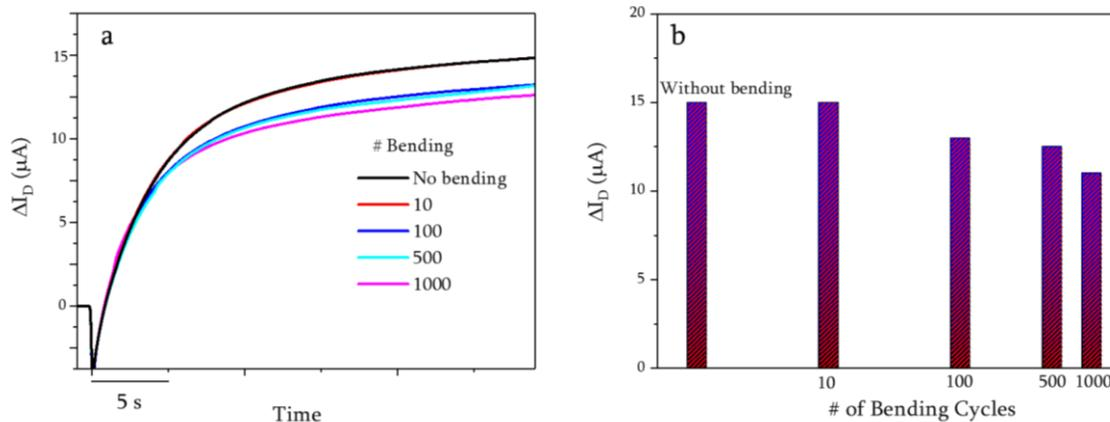 a
15
10
5
0
ΔI_D (μA)
# Bending
No bending
10
100
500
1000
5 s
Time
b
20
15
10
5
0
ΔI_D (μA)
Without bending
10
100
500
1000
# of Bending Cycles